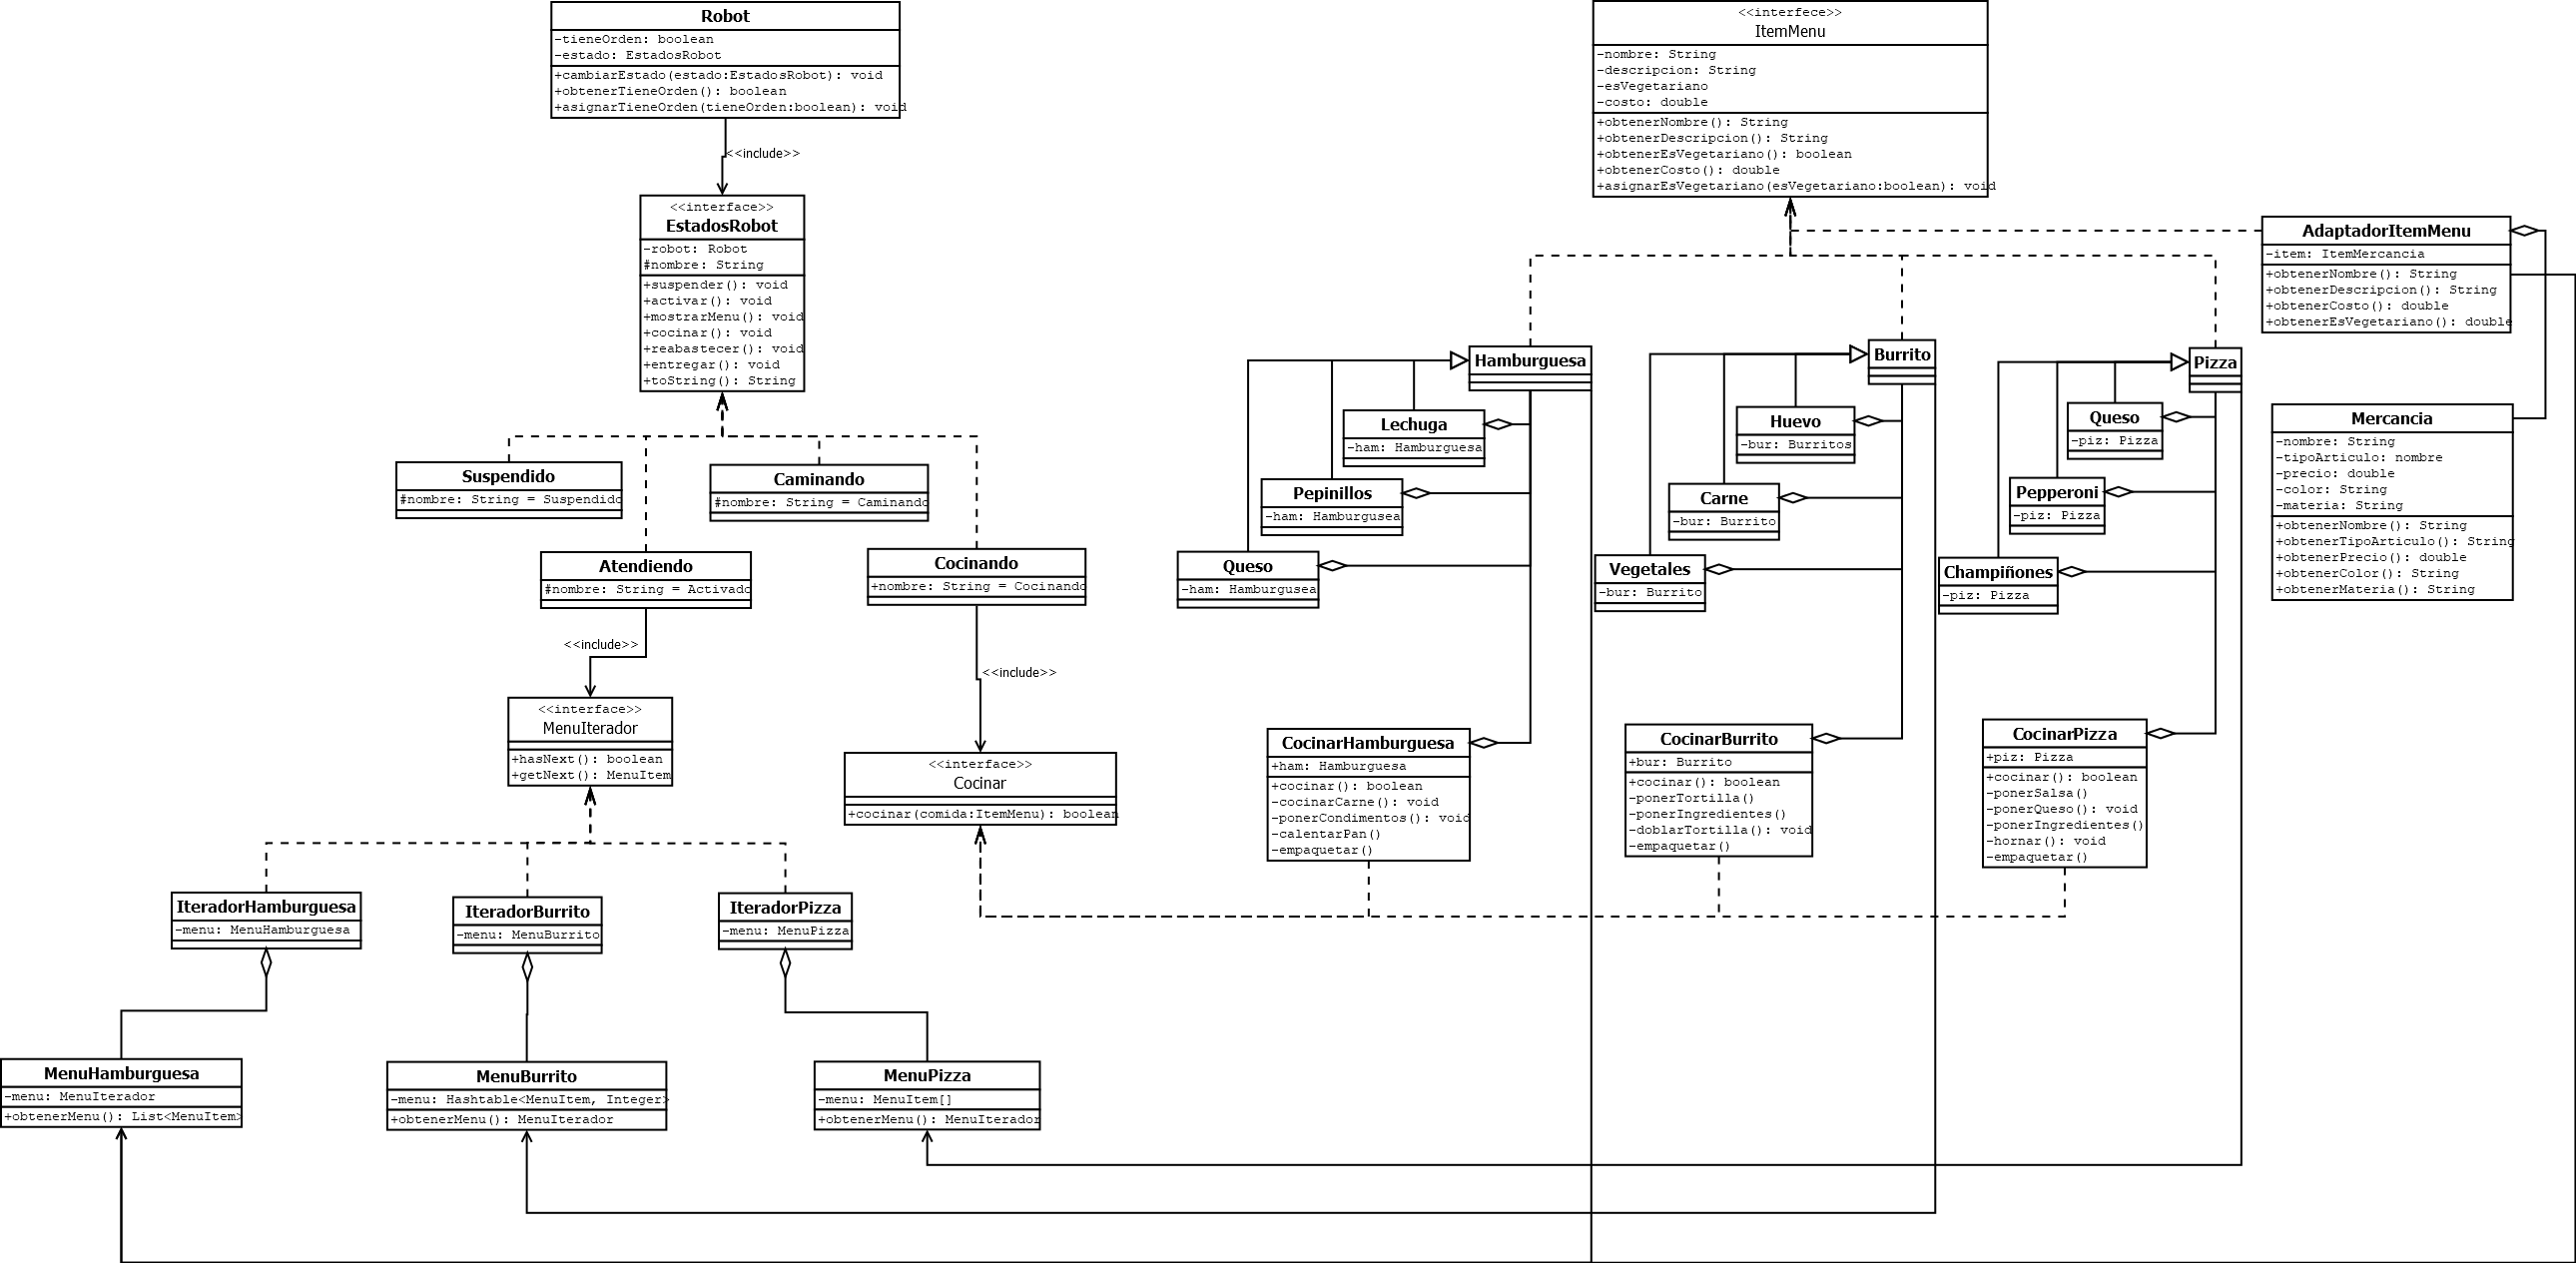 Robot
-tieneOrden: boolean
-estado: EstadosRobot
+cambiarEstado(estado:EstadosRobot): void
+obtenerTieneOrden(): boolean
+asignarTieneOrden(tieneOrden:boolean): void
<<include>>
<<interface>>
EstadosRobot
-robot: Robot
#nombre: String
+suspender(): void
+activar(): void
+mostrarMenu(): void
+cocinar(): void
+reabastecer(): void
+entregar(): void
+toString(): String
Suspendido
#nombre: String = Suspendido
Caminando
#nombre: String = Caminando
Atendiendo
#nombre: String = Activado
Cocinando
+nombre: String = Cocinando
<<include>>
<<include>>
<<interface>>
MenuIterador
+hasNext(): boolean
+getNext(): MenuItem
<<interface>>
Cocinar
+cocinar(comida:ItemMenu): boolean
IteradorHamburguesa
-menu: MenuHamburguesa
IteradorBurrito
-menu: MenuBurrito
IteradorPizza
-menu: MenuPizza
MenuHamburguesa
-menu: MenuIterador
+obtenerMenu(): List<MenuItem>
MenuBurrito
-menu: Hashtable<MenuItem, Integer>
+obtenerMenu(): MenuIterador
MenuPizza
-menu: MenuItem[]
+obtenerMenu(): MenuIterador
<<interfece>>
ItemMenu
-nombre: String
-descripcion: String
-esVegetariano
-costo: double
+obtenerNombre(): String
+obtenerDescripcion(): String
+obtenerEsVegetariano(): boolean
+obtenerCosto(): double
+asignarEsVegetariano(esVegetariano:boolean): void
AdaptadorItemMenu
-item: ItemMercancia
+obtenerNombre(): String
+obtenerDescripcion(): String
+obtenerCosto(): double
+obtenerEsVegetariano(): double
Hamburguesa
Lechuga
-ham: Hamburguesa
Pepinillos
-ham: Hamburgusea
Queso
-ham: Hamburgusea
Burrito
Huevo
-bur: Burritos
Carne
-bur: Burrito
Vegetales
-bur: Burrito
Pizza
Queso
-piz: Pizza
Pepperoni
-piz: Pizza
Champiñones
-piz: Pizza
Mercancia
-nombre: String
-tipoArticulo: nombre
-precio: double
-color: String
-materia: String
+obtenerNombre(): String
+obtenerTipoArticulo(): String
+obtenerPrecio(): double
+obtenerColor(): String
+obtenerMateria(): String
CocinarHamburguesa
+ham: Hamburguesa
+cocinar(): boolean
-cocinarCarne(): void
-ponerCondimentos(): void
-calentarPan()
-empaquetar()
CocinarBurrito
+bur: Burrito
+cocinar(): boolean
-ponerTortilla()
-ponerIngredientes()
-doblarTortilla(): void
-empaquetar()
CocinarPizza
+piz: Pizza
+cocinar(): boolean
-ponerSalsa()
-ponerQueso(): void
-ponerIngredientes()
-hornar(): void
-empaquetar()